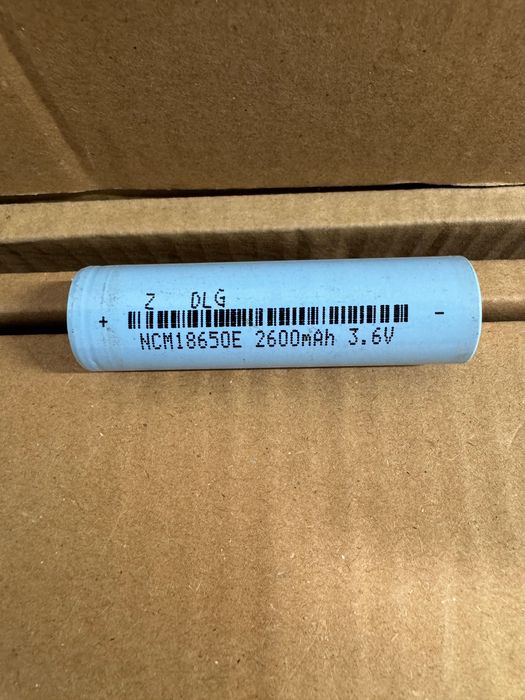 Z DLG
+ -
NCM18650E 2600mAh 3.6V